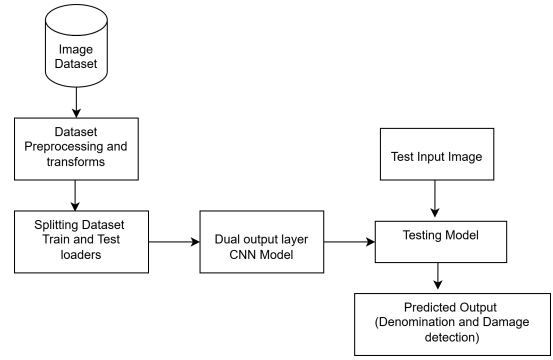 Image
Dataset
Dataset
Preprocessing and
transforms
Splitting Dataset
Train and Test
loaders
Dual output layer
CNN Model
Test Input Image
Testing Model
Predicted Output
(Denomination and Damage
detection)